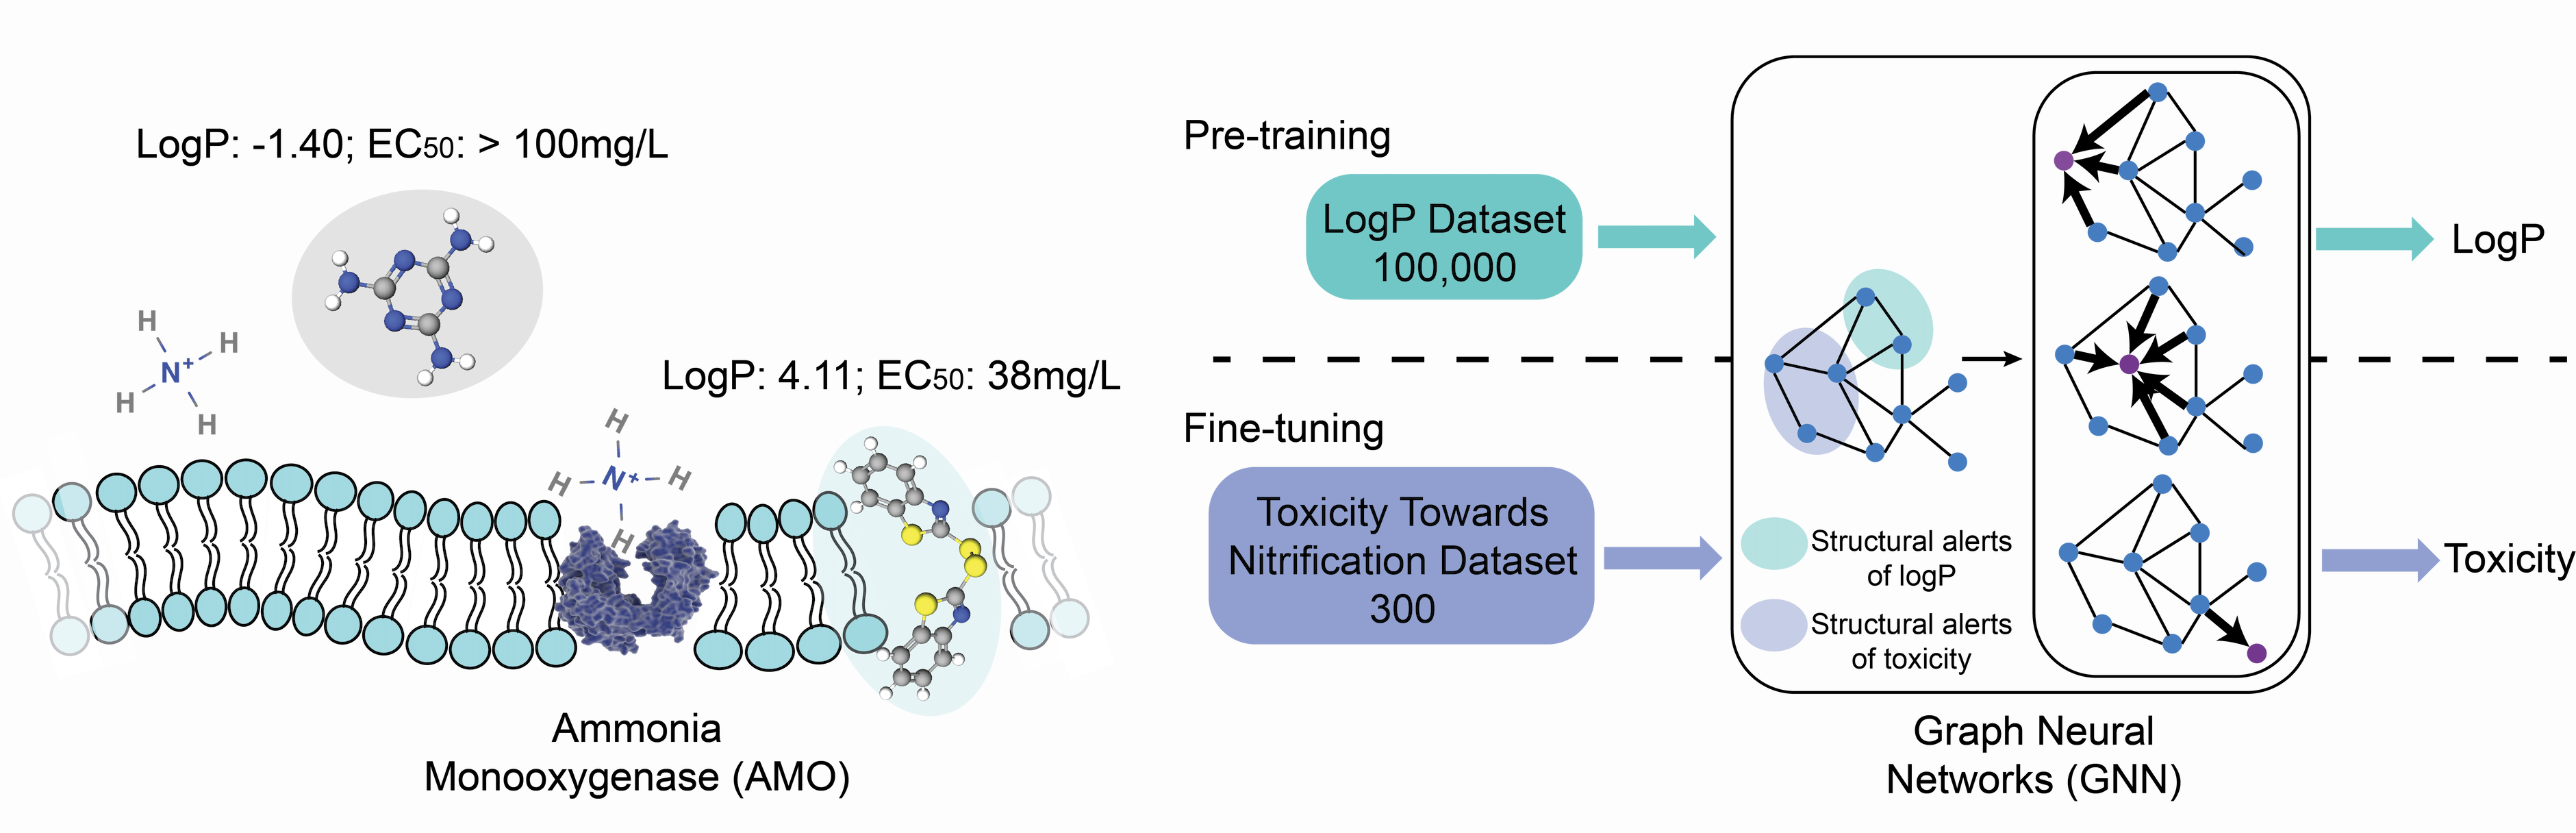 LogP: -1.40; EC50: > 100mg/L
H
H
N+
H
H
LogP: 4.11; EC50: 38mg/L
H
H
N+
H
H
Ammonia
Monooxygenase (AMO)
Pre-training
LogP Dataset
100,000
Fine-tuning
Toxicity Towards
Nitrification Dataset
300
Structural alerts
of logP
Structural alerts
of toxicity
Graph Neural
Networks (GNN)
LogP
Toxicity